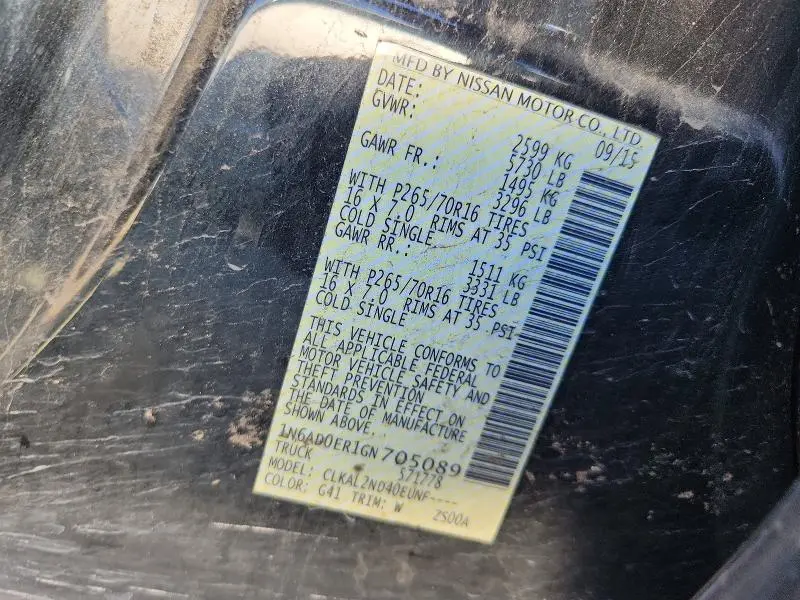 MFD BY NISSAN MOTOR CO., LTD.
DATE: 09/15
GVWR: 2599 KG
5730 LB
GAWR FR.: 1495 KG
3296 LB
WITH P265/70R16 TIRES
16 X 7.0 RIMS AT 35 PSI
COLD SINGLE
GAWR RR.: 1511 KG
3331 LB
WITH P265/70R16 TIRES
16 X 7.0 RIMS AT 35 PSI
COLD SINGLE
THIS VEHICLE CONFORMS TO
ALL APPLICABLE FEDERAL
MOTOR VEHICLE SAFETY AND
THEFT PREVENTION
STANDARDS IN EFFECT ON
THE DATE OF MANUFACTURE
SHOWN ABOVE.
1N6AD0ER1GN705089
TRUCK 571778
MODEL: CLKAL2ND40EUNF----
COLOR: G41 TRIM: W 2S00A